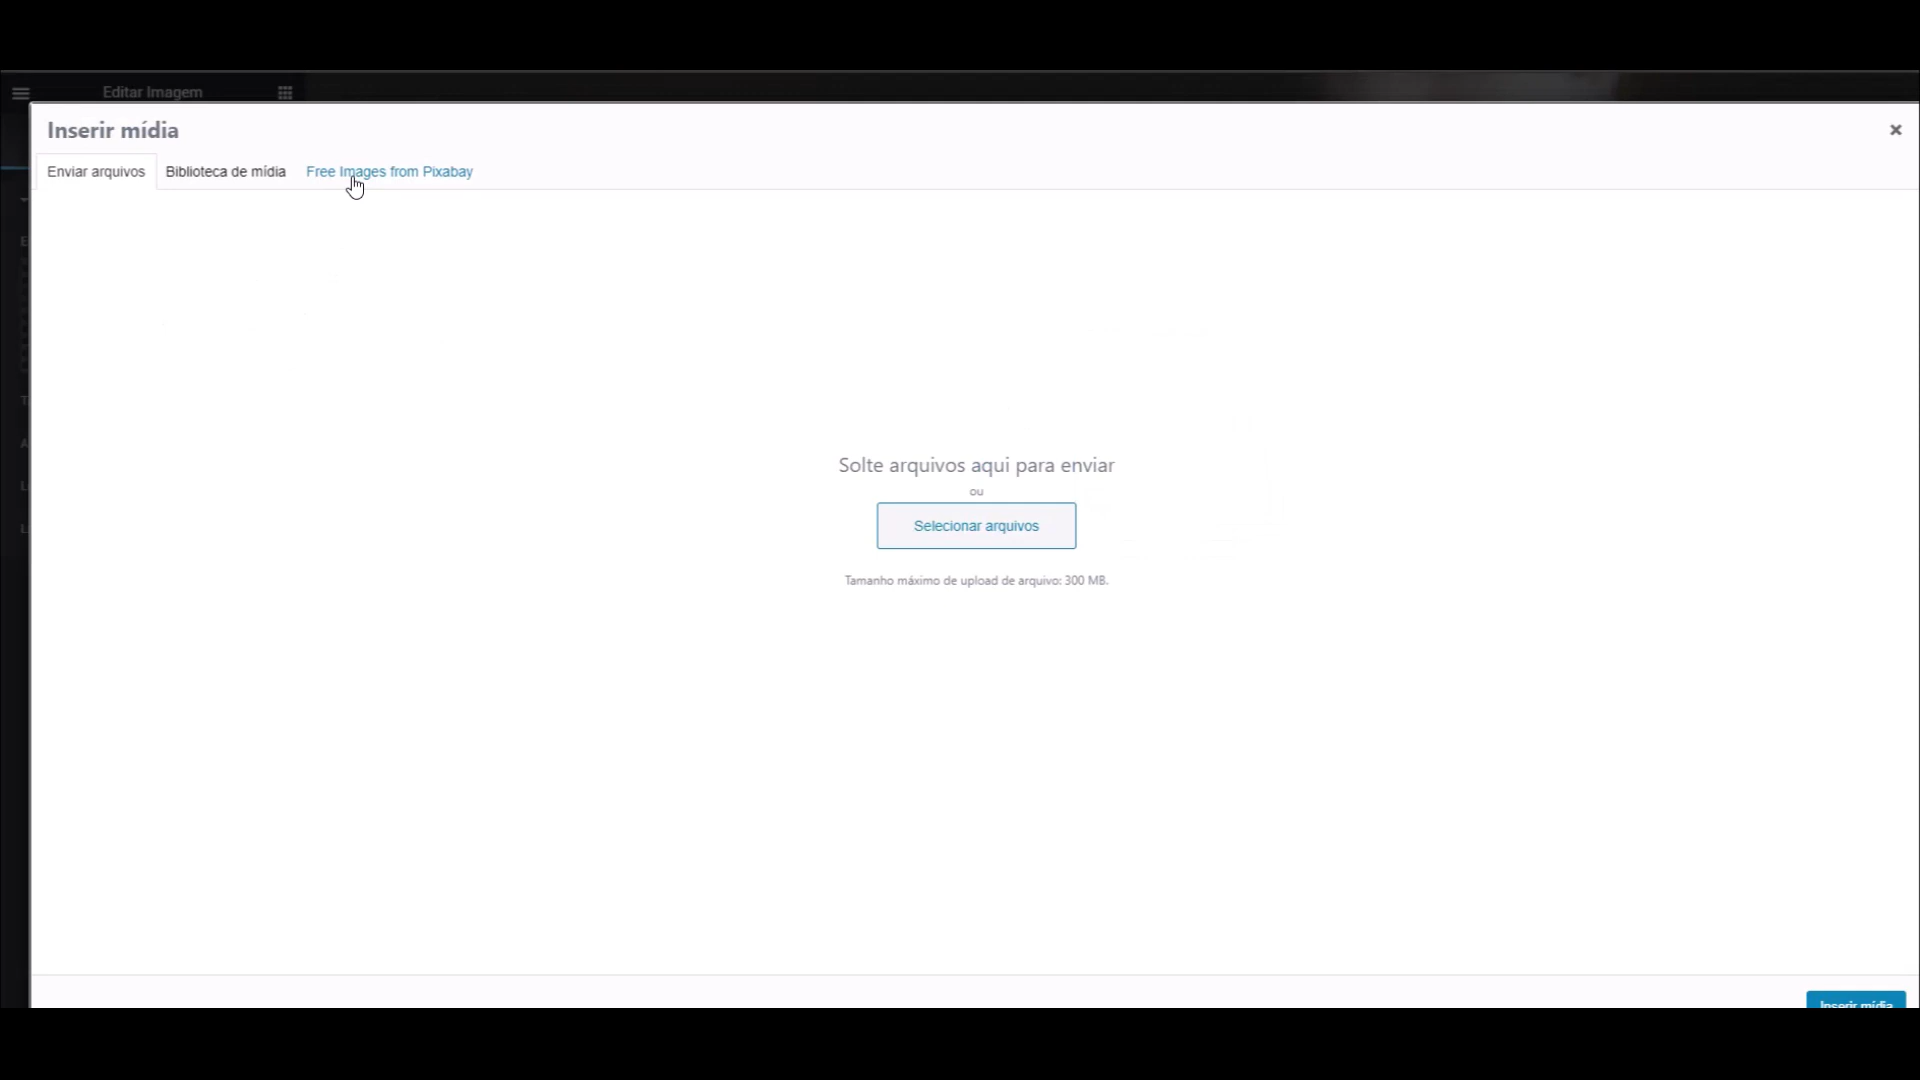 Editar Imagem
Inserir mídia
Enviar arquivos
Biblioteca de mídia
Free Images from Pixabay
Solte arquivos aqui para enviar
ou
Selecionar arquivos
Tamanho máximo de upload de arquivo: 300 MB.
Inserir mídia